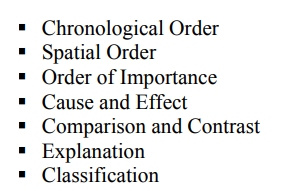 ▪ Chronological Order
▪ Spatial Order
▪ Order of Importance
▪ Cause and Effect
▪ Comparison and Contrast
▪ Explanation
▪ Classification